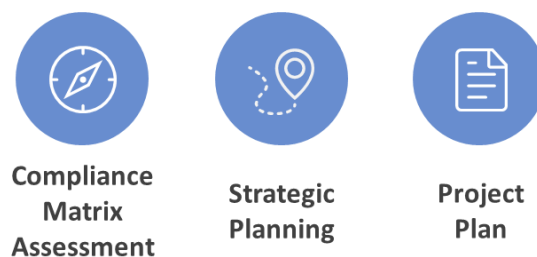 Compliance
Matrix
Assessment
Strategic
Planning
Project
Plan